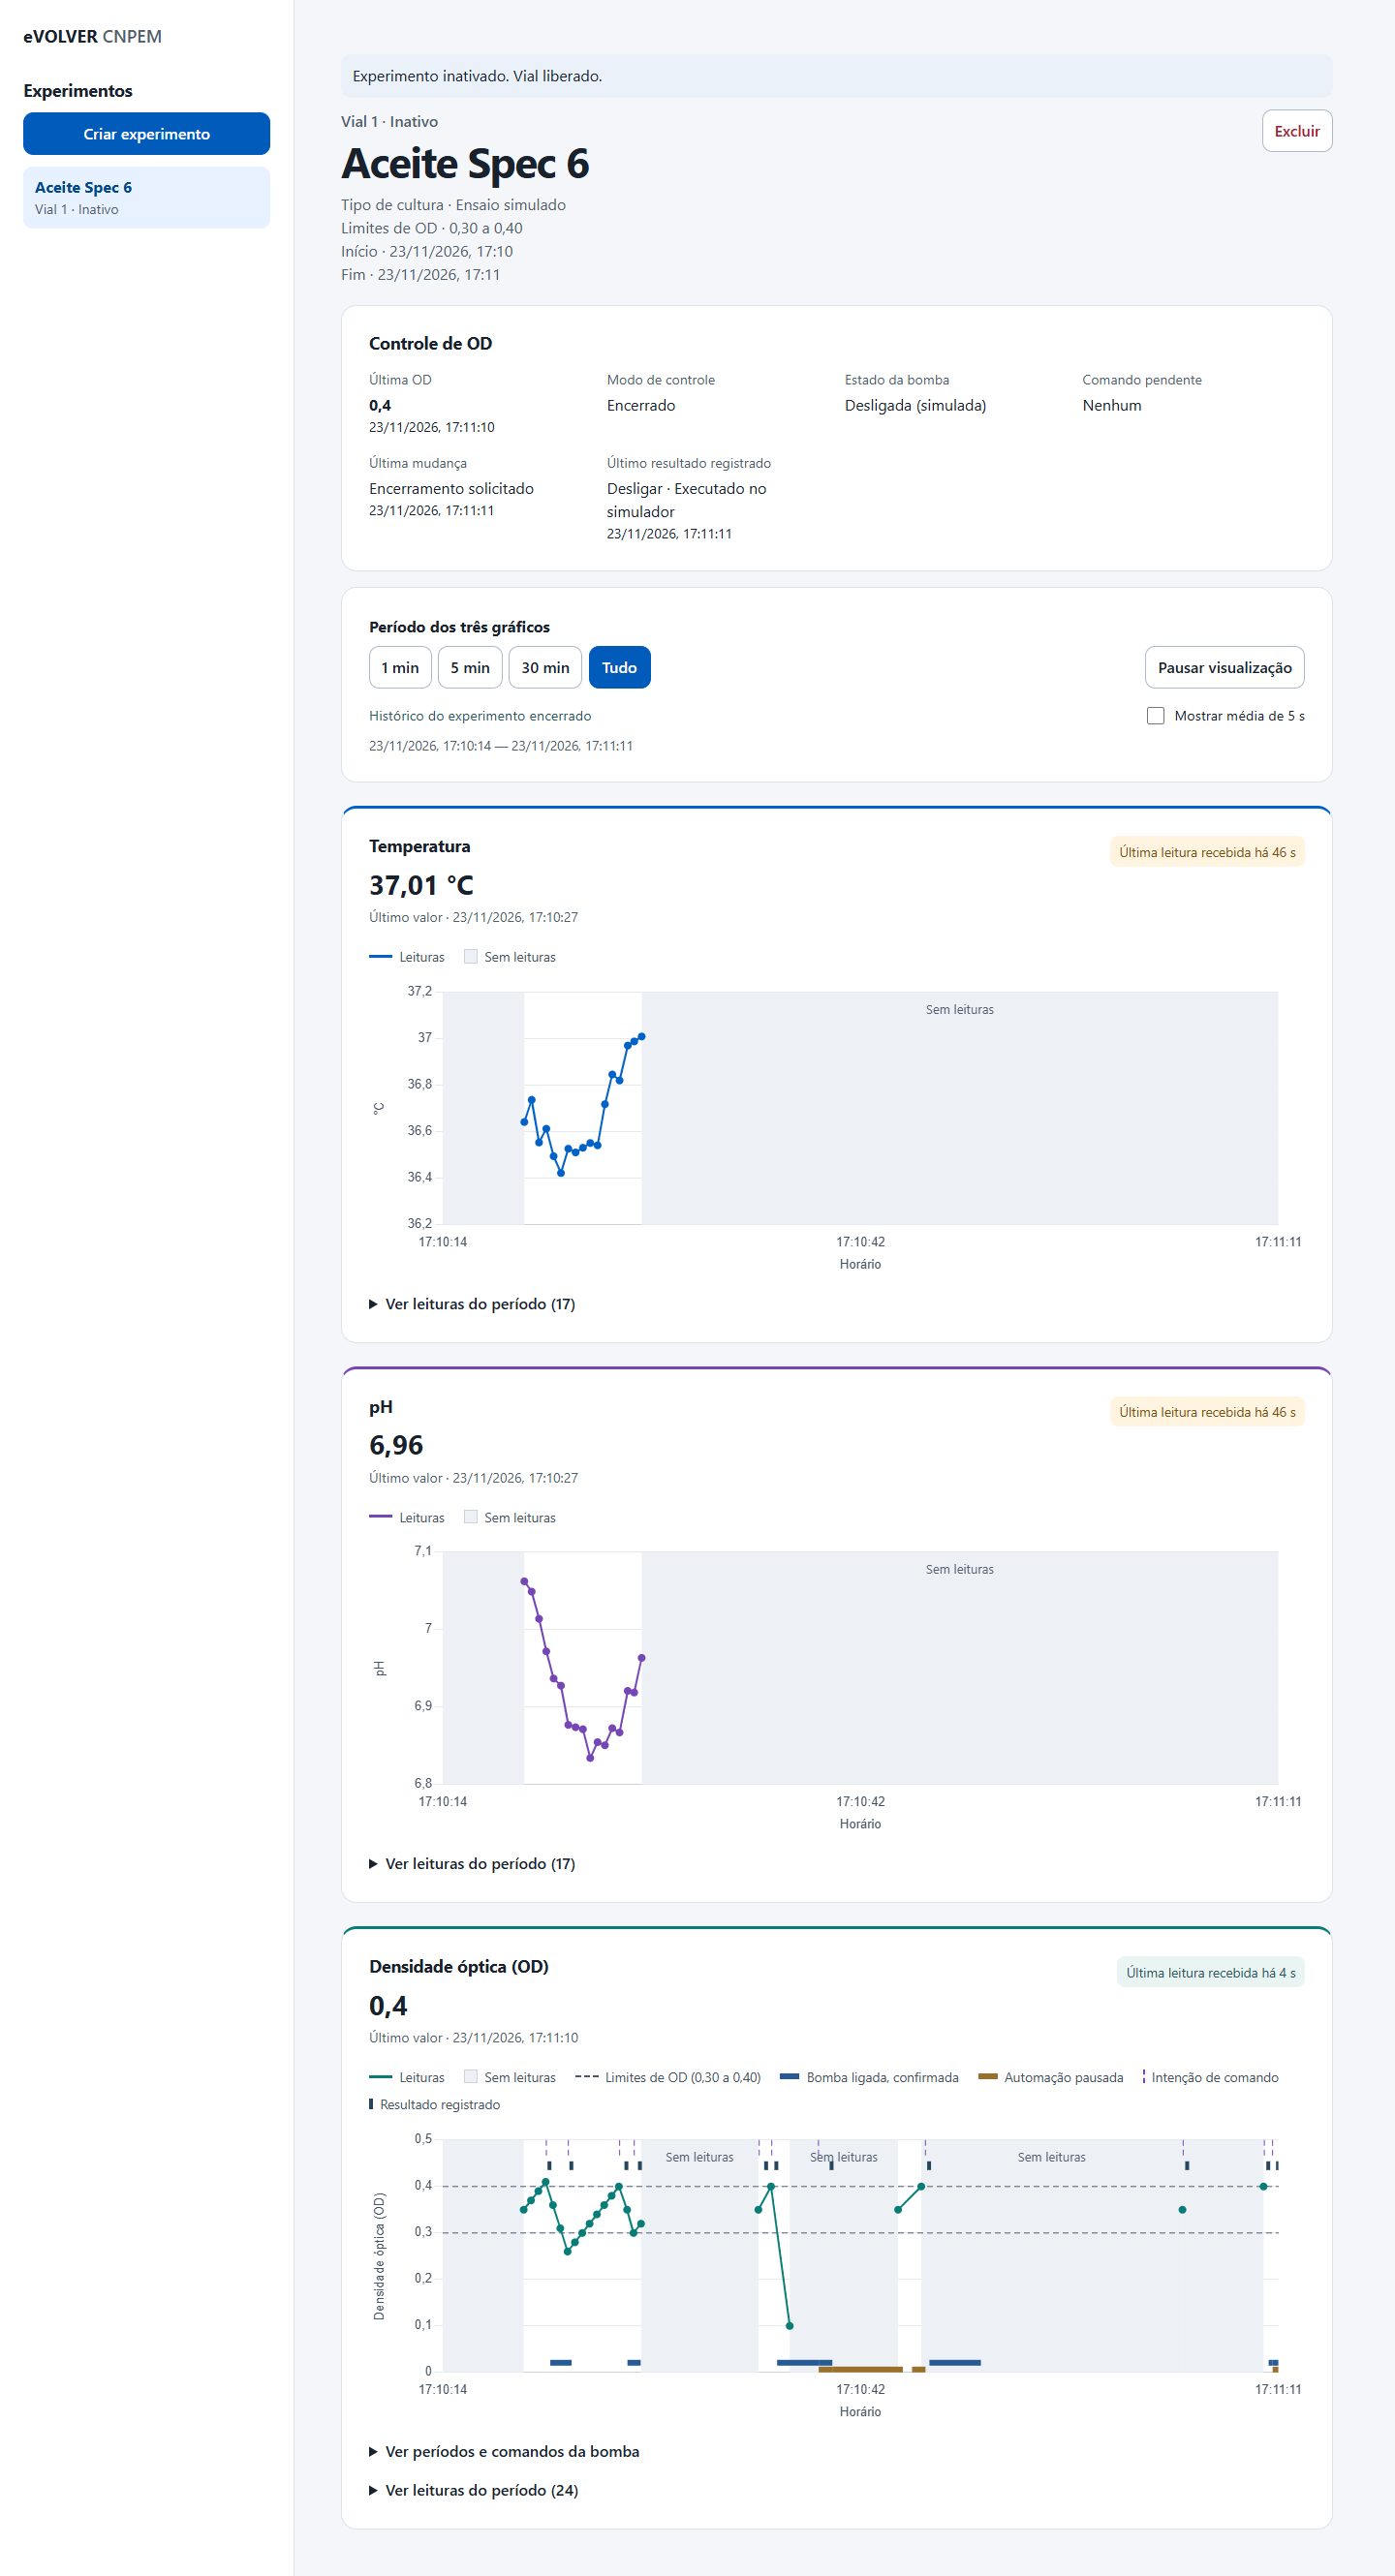 eVOLVER CNPEM
Experimentos
Criar experimento
Aceite Spec 6
Vial 1 · Inativo
Experimento inativado. Vial liberado.
Vial 1 · Inativo
Excluir
Aceite Spec 6
Tipo de cultura · Ensaio simulado
Limites de OD · 0,30 a 0,40
Início · 23/11/2026, 17:10
Fim · 23/11/2026, 17:11
Controle de OD
Última OD
0,4
23/11/2026, 17:11:10
Modo de controle
Encerrado
Estado da bomba
Desligada (simulada)
Comando pendente
Nenhum
Última mudança
Encerramento solicitado
23/11/2026, 17:11:11
Último resultado registrado
Desligar · Executado no
simulador
23/11/2026, 17:11:11
Período dos três gráficos
1 min 5 min 30 min Tudo
Pausar visualização
Histórico do experimento encerrado
Mostrar média de 5 s
23/11/2026, 17:10:14 — 23/11/2026, 17:11:11
Temperatura
Última leitura recebida há 46 s
37,01 °C
Último valor · 23/11/2026, 17:10:27
Leituras Sem leituras
37,2
Sem leituras
37
36,8
°C
36,6
36,4
36,2
17:10:14 17:10:42 17:11:11
Horário
▶ Ver leituras do período (17)
pH
Última leitura recebida há 46 s
6,96
Último valor · 23/11/2026, 17:10:27
Leituras Sem leituras
7,1
Sem leituras
7
pH
6,9
6,8
17:10:14 17:10:42 17:11:11
Horário
▶ Ver leituras do período (17)
Densidade óptica (OD)
Última leitura recebida há 4 s
0,4
Último valor · 23/11/2026, 17:11:10
Leituras Sem leituras Limites de OD (0,30 a 0,40) Bomba ligada, confirmada Automação pausada Intenção de comando
Resultado registrado
0,5
Sem leituras Sem leituras Sem leituras
0,4
0,3
Densidade óptica (OD)
0,2
0,1
0
17:10:14 17:10:42 17:11:11
Horário
▶ Ver períodos e comandos da bomba
▶ Ver leituras do período (24)